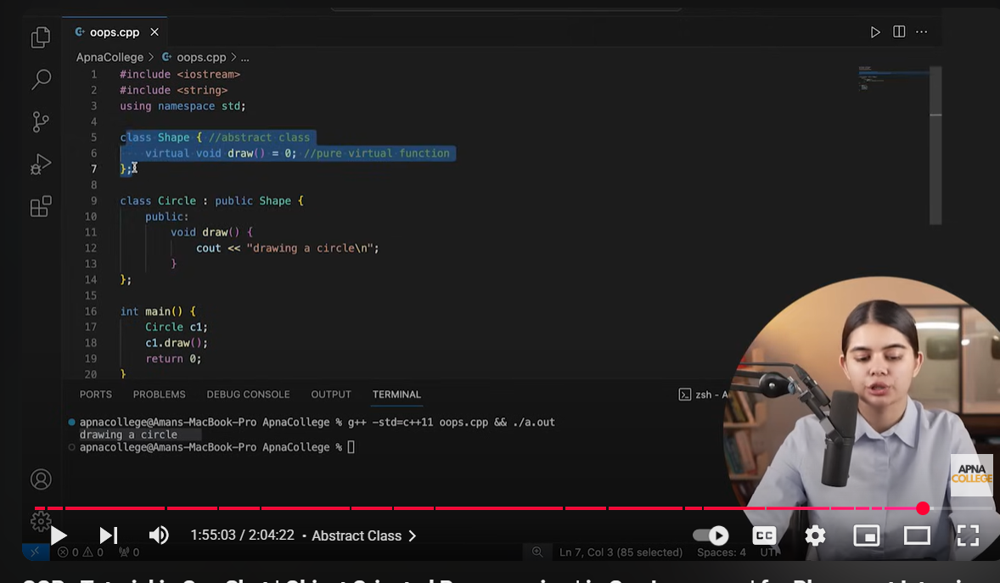 oops.cpp
ApnaCollege > oops.cpp > ...
1 #include <iostream>
2 #include <string>
3 using namespace std;
4
5 class Shape { //abstract class
6 virtual void draw() = 0; //pure virtual function
7 };
8
9 class Circle : public Shape {
10 public:
11 void draw() {
12 cout << "drawing a circle\n";
13 }
14 };
15
16 int main() {
17 Circle c1;
18 c1.draw();
19 return 0;
20 }
PORTS PROBLEMS DEBUG CONSOLE OUTPUT TERMINAL zsh - A
apnacollege@Amans-MacBook-Pro ApnaCollege % g++ -std=c++11 oops.cpp && ./a.out
drawing a circle
apnacollege@Amans-MacBook-Pro ApnaCollege %
APNA
COLLEGE
1:55:03 / 2:04:22 • Abstract Class >
CC
0 0 0 Ln 7, Col 3 (85 selected) Spaces: 4 UTF